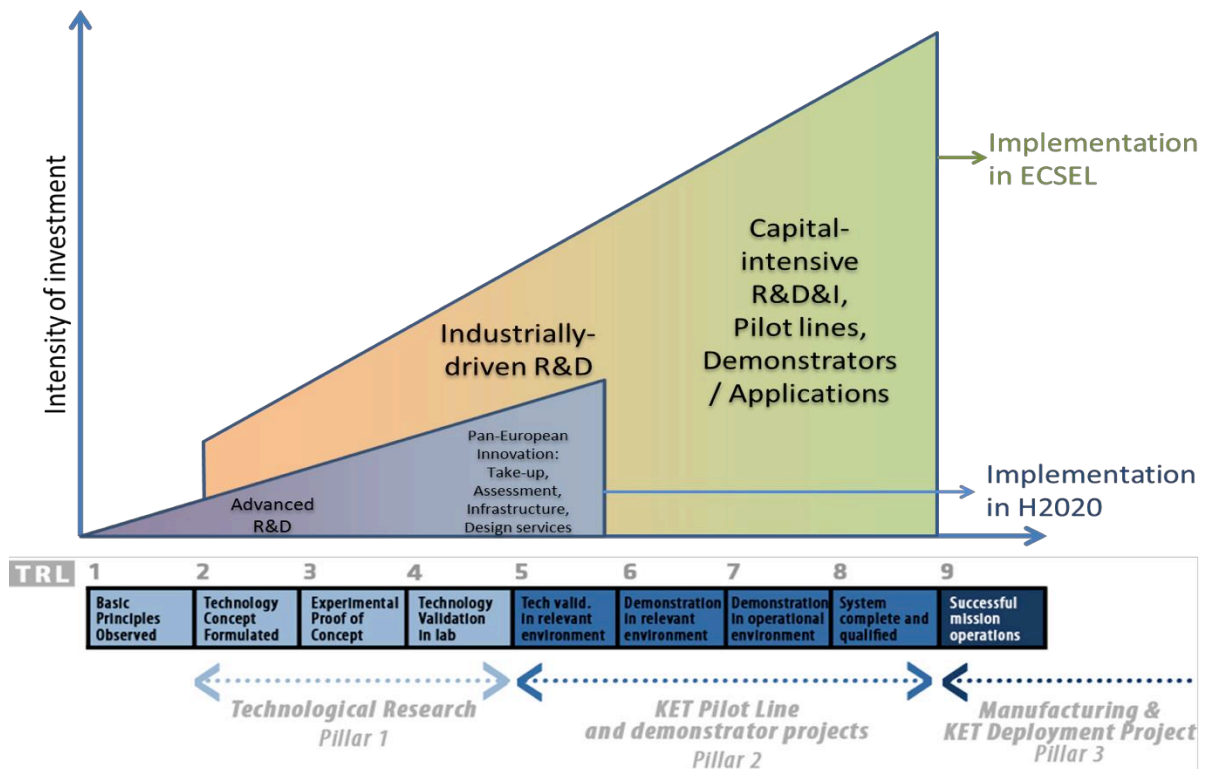 Intensity of investment
Implementation
in ECSEL
Capital-
intensive
R&D&I,
Pilot lines,
Demonstrators
/ Applications
Industrially-
driven R&D
Pan-European
Innovation:
Take-up,
Assessment,
Infrastructure,
Design services
Advanced
R&D
Implementation
in H2020
TRL 1 2 3 4 5 6 7 8 9
Basic
Principles
Observed
Technology
Concept
Formulated
Experimental
Proof of
Concept
Technology
Validation
In lab
Tech valid.
In relevant
environment
Demonstration
In relevant
environment
Demonstration
In operational
environment
System
complete and
qualified
Successful
mission
operations
Technological Research
Pillar 1
KET Pilot Line
and demonstrator projects
Pillar 2
Manufacturing &
KET Deployment Project
Pillar 3